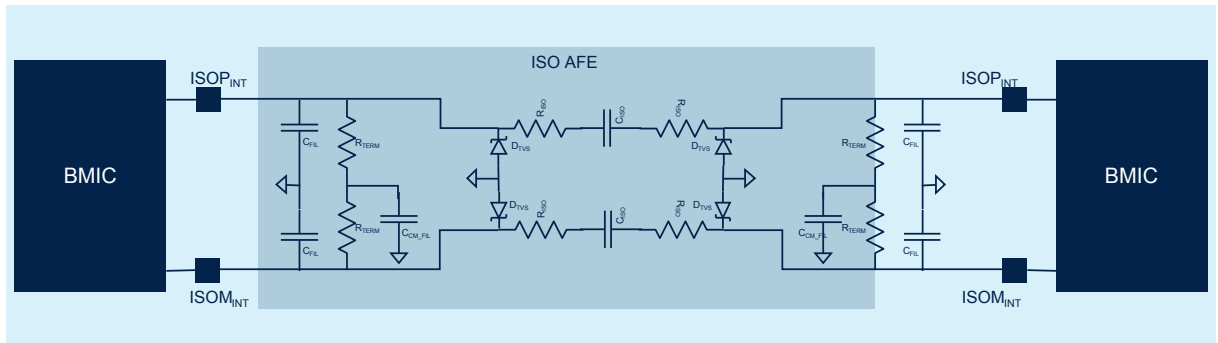 ISO AFE
ISOPINT
ISOPINT
RISO
CISO
RISO
CFIL
RTERM
DTVS
DTVS
RTERM
CFIL
BMIC
BMIC
DTVS
RISO
CISO
RISO
DTVS
CFIL
RTERM
CCM_FIL
CCM_FIL
RTERM
CFIL
ISOMINT
ISOMINT